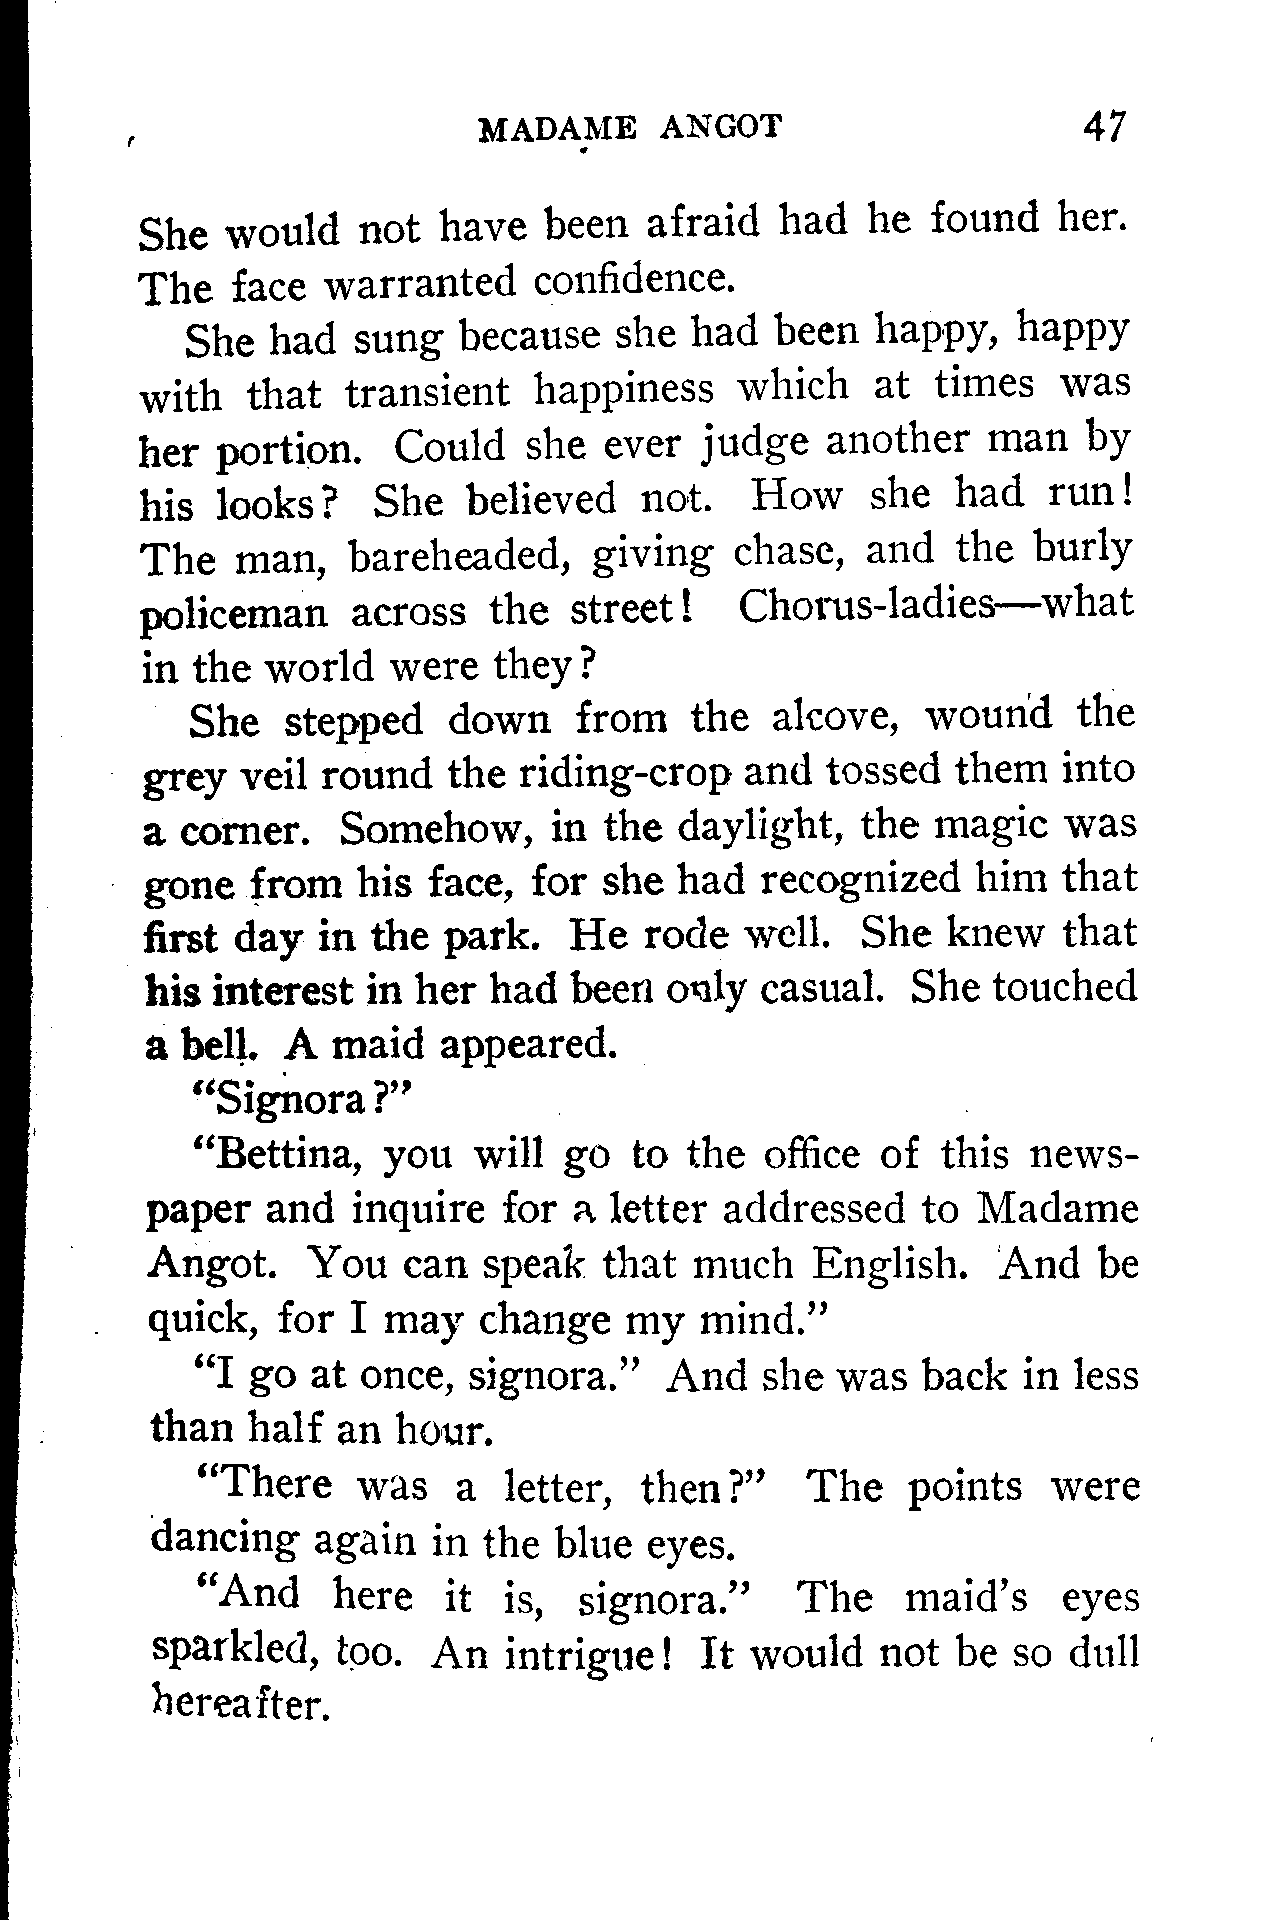 MADAME ANGOT 47
She would not have been afraid had he found her.
The face warranted confidence.
She had sung because she had been happy, happy
with that transient happiness which at times was
her portion. Could she ever judge another man by
his looks? She believed not. How she had run!
The man, bareheaded, giving chase, and the burly
policeman across the street! Chorus-ladies—what
in the world were they?
She stepped down from the alcove, wound the
grey veil round the riding-crop and tossed them into
a corner. Somehow, in the daylight, the magic was
gone from his face, for she had recognized him that
first day in the park. He rode well. She knew that
his interest in her had been only casual. She touched
a bell. A maid appeared.
"Signora?"
"Bettina, you will go to the office of this news-
paper and inquire for a letter addressed to Madame
Angot. You can speak that much English. And be
quick, for I may change my mind."
"I go at once, signora." And she was back in less
than half an hour.
"There was a letter, then?" The points were
dancing again in the blue eyes.
"And here it is, signora." The maid's eyes
sparkled, too. An intrigue! It would not be so dull
hereafter.